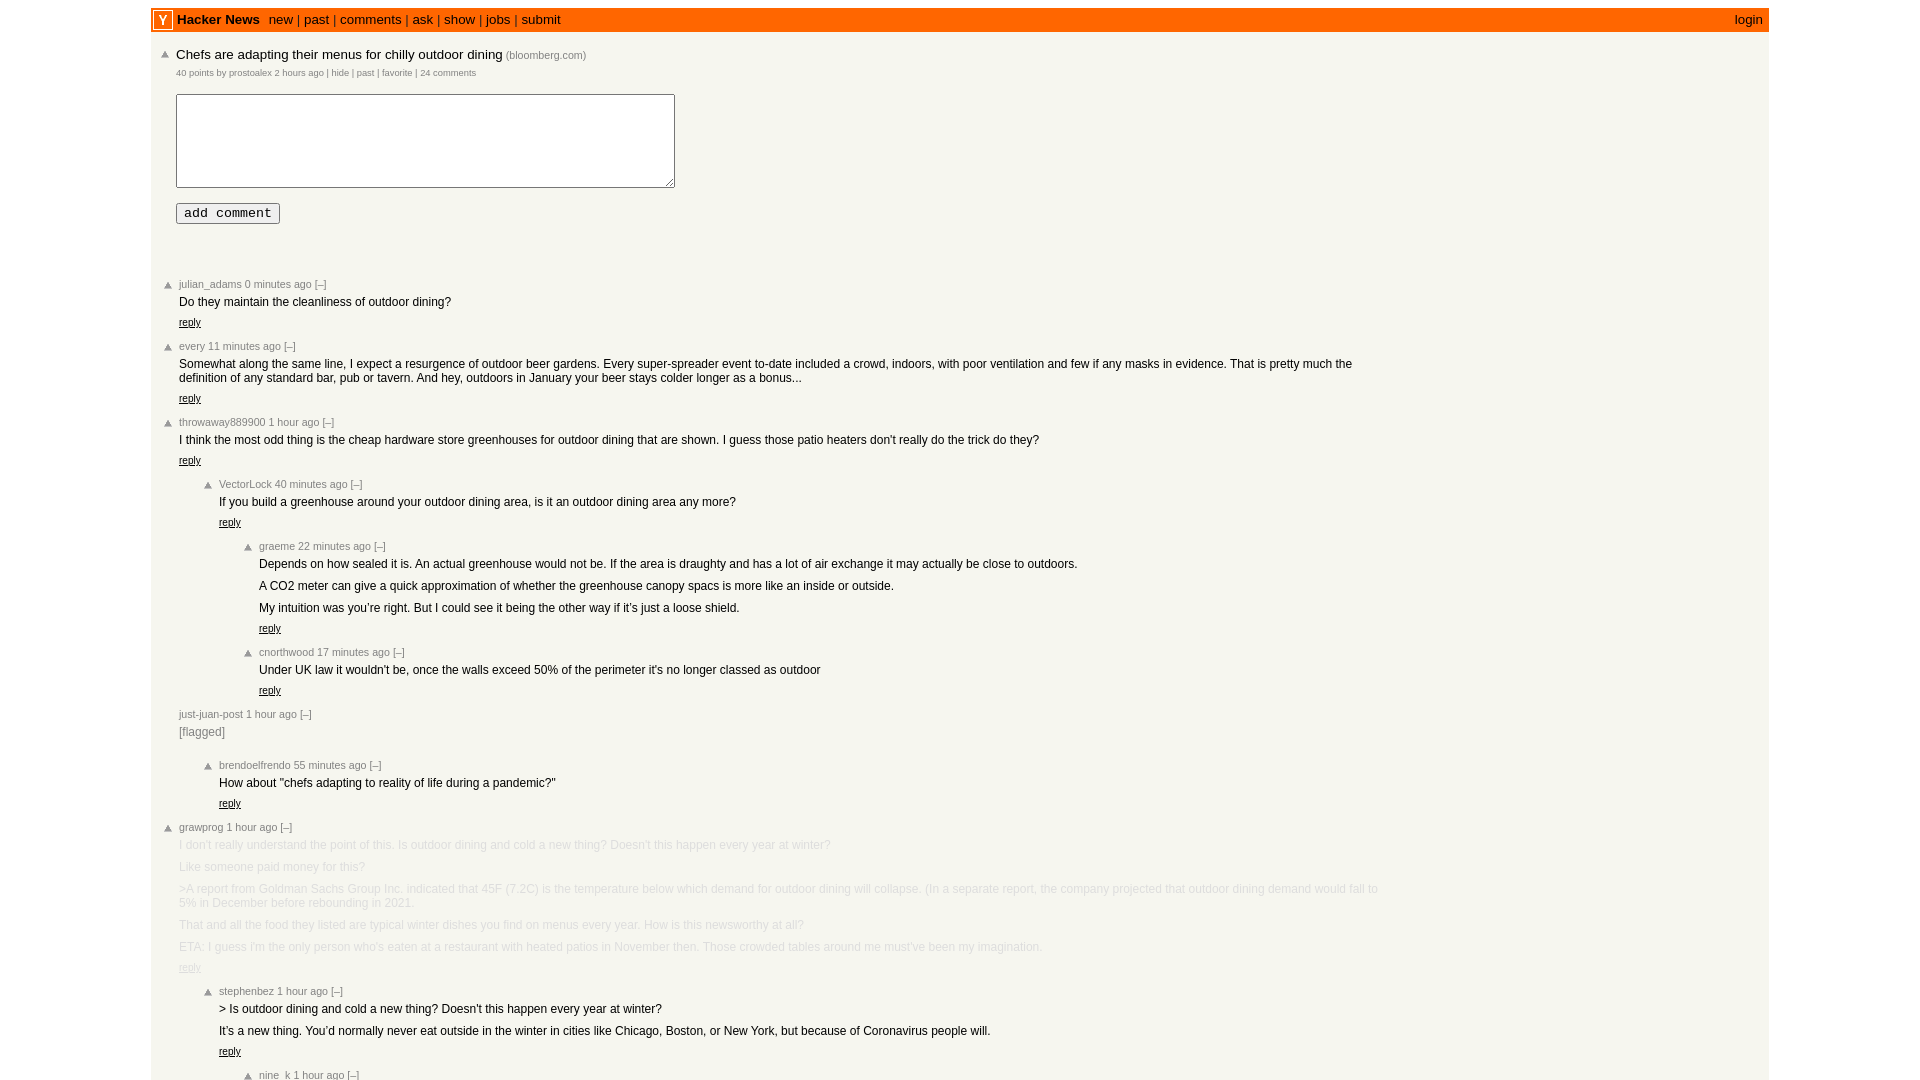 Y Hacker News new | past | comments | ask | show | jobs | submit login
Chefs are adapting their menus for chilly outdoor dining (bloomberg.com)
40 points by prostoalex 2 hours ago | hide | past | favorite | 24 comments
add comment
julian_adams 0 minutes ago [–]
Do they maintain the cleanliness of outdoor dining?
reply
every 11 minutes ago [–]
Somewhat along the same line, I expect a resurgence of outdoor beer gardens. Every super-spreader event to-date included a crowd, indoors, with poor ventilation and few if any masks in evidence. That is pretty much the
definition of any standard bar, pub or tavern. And hey, outdoors in January your beer stays colder longer as a bonus...
reply
throwaway889900 1 hour ago [–]
I think the most odd thing is the cheap hardware store greenhouses for outdoor dining that are shown. I guess those patio heaters don't really do the trick do they?
reply
VectorLock 40 minutes ago [–]
If you build a greenhouse around your outdoor dining area, is it an outdoor dining area any more?
reply
graeme 22 minutes ago [–]
Depends on how sealed it is. An actual greenhouse would not be. If the area is draughty and has a lot of air exchange it may actually be close to outdoors.
A CO2 meter can give a quick approximation of whether the greenhouse canopy spacs is more like an inside or outside.
My intuition was you’re right. But I could see it being the other way if it’s just a loose shield.
reply
cnorthwood 17 minutes ago [–]
Under UK law it wouldn't be, once the walls exceed 50% of the perimeter it's no longer classed as outdoor
reply
just-juan-post 1 hour ago [–]
[flagged]
brendoelfrendo 55 minutes ago [–]
How about "chefs adapting to reality of life during a pandemic?"
reply
grawprog 1 hour ago [–]
I don't really understand the point of this. Is outdoor dining and cold a new thing? Doesn't this happen every year at winter?
Like someone paid money for this?
>A report from Goldman Sachs Group Inc. indicated that 45F (7.2C) is the temperature below which demand for outdoor dining will collapse. (In a separate report, the company projected that outdoor dining demand would fall to
5% in December before rebounding in 2021.
That and all the food they listed are typical winter dishes you find on menus every year. How is this newsworthy at all?
ETA: I guess i'm the only person who's eaten at a restaurant with heated patios in November then. Those crowded tables around me must've been my imagination.
reply
stephenbez 1 hour ago [–]
> Is outdoor dining and cold a new thing? Doesn't this happen every year at winter?
It’s a new thing. You’d normally never eat outside in the winter in cities like Chicago, Boston, or New York, but because of Coronavirus people will.
reply
nine_k 1 hour ago [–]